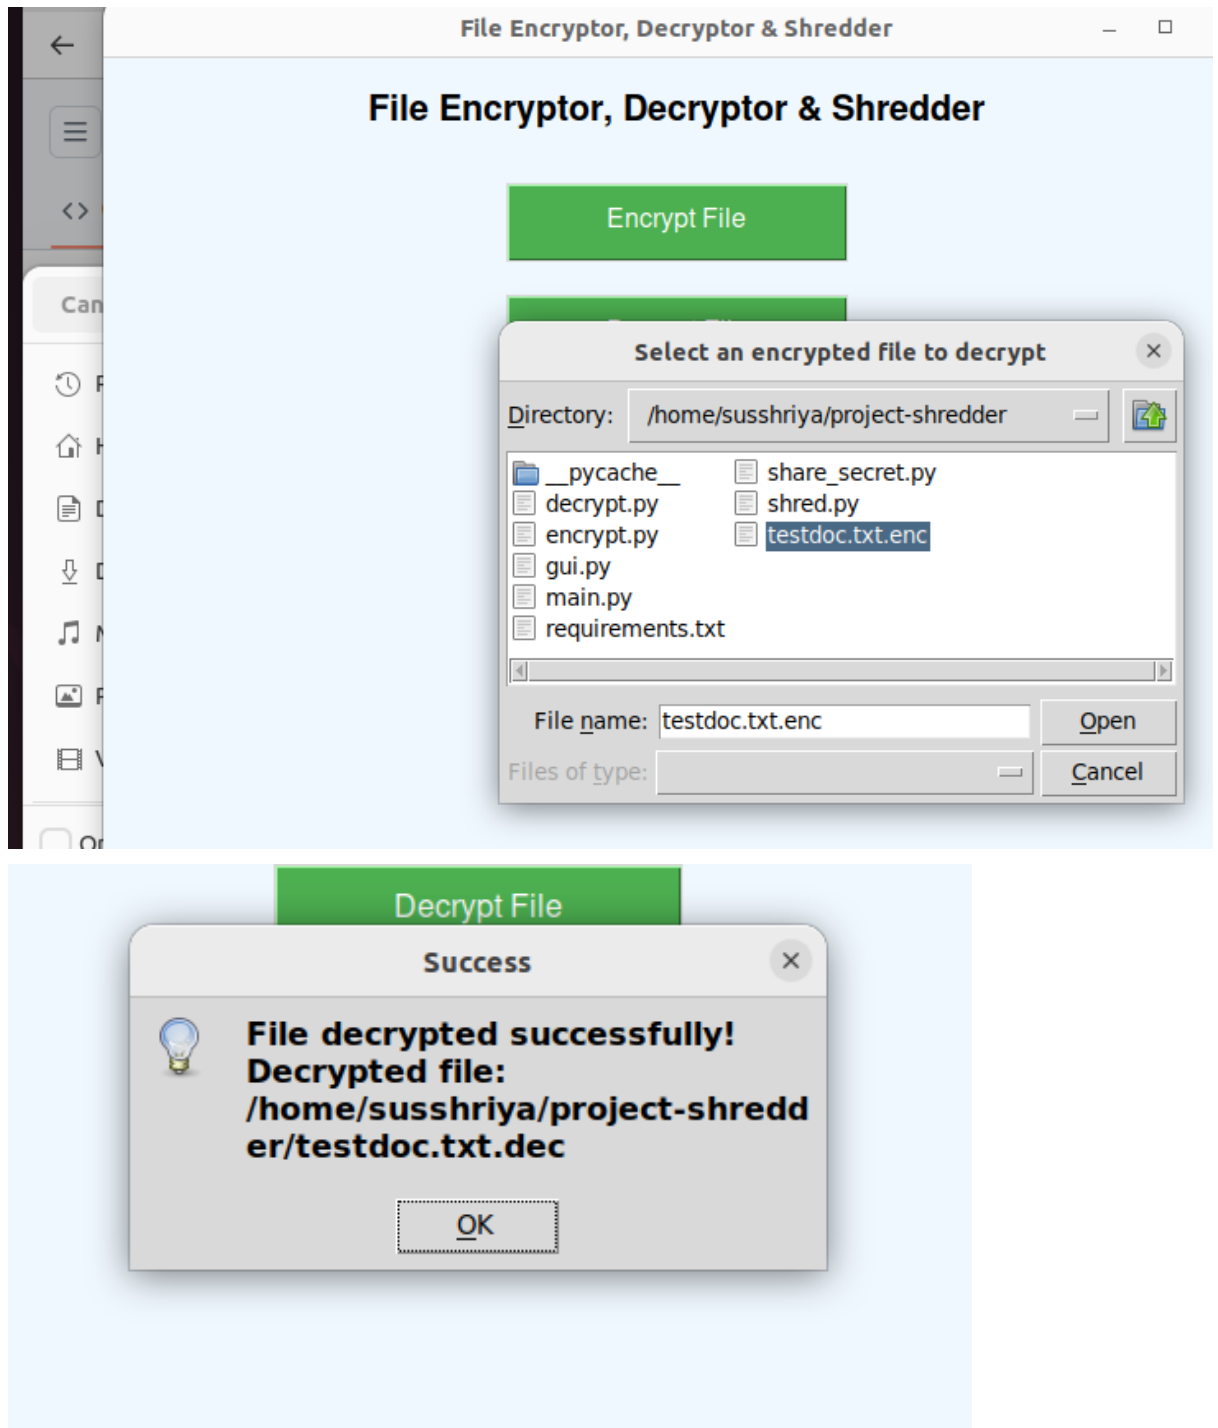 File Encryptor, Decryptor & Shredder
File Encryptor, Decryptor & Shredder
Encrypt File
Can
Select an encrypted file to decrypt
Directory: /home/susshriya/project-shredder
__pycache__ share_secret.py
decrypt.py shred.py
encrypt.py testdoc.txt.enc
gui.py
main.py
requirements.txt
File name: testdoc.txt.enc Open
Files of type: Cancel
Decrypt File
Success
File decrypted successfully!
Decrypted file:
/home/susshriya/project-shredd
er/testdoc.txt.dec
OK